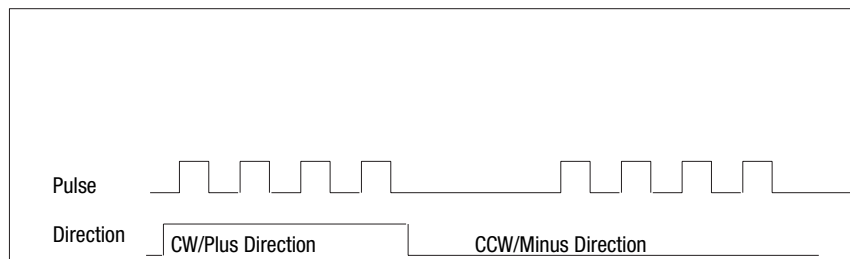 Pulse
Direction
CW/Plus Direction
CCW/Minus Direction